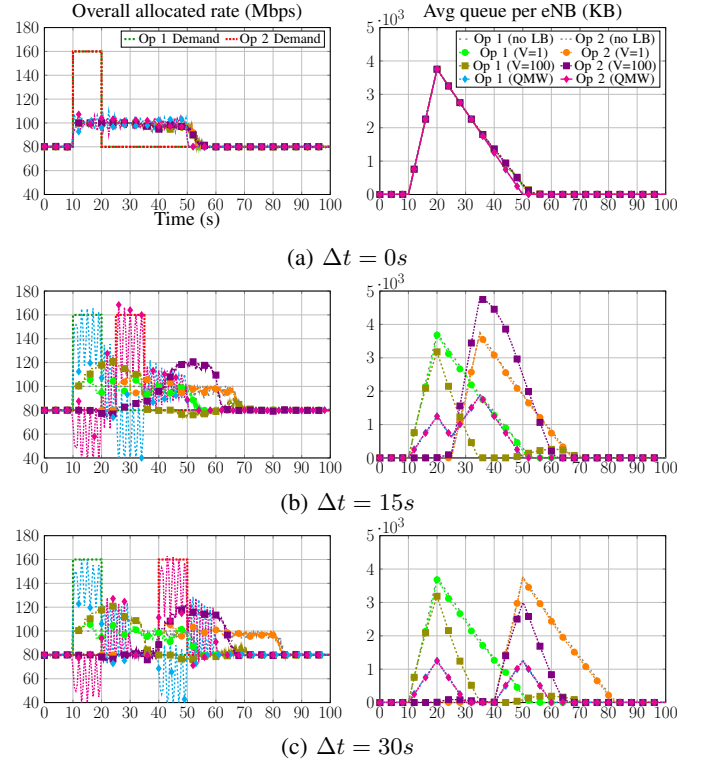 Overall allocated rate (Mbps)
Avg queue per eNB (KB)
Op 1 Demand
Op 2 Demand
Op 1 (no LB)
Op 2 (no LB)
Op 1 (V=1)
Op 2 (V=1)
Op 1 (V=100)
Op 2 (V=100)
Op 1 (QMW)
Op 2 (QMW)
180
160
140
120
100
80
60
40
0 10 20 30 40 50 60 70 80 90 100
Time (s)
5 ·10³
4
3
2
1
0
0 10 20 30 40 50 60 70 80 90 100
(a) Δt = 0s
180
160
140
120
100
80
60
40
0 10 20 30 40 50 60 70 80 90 100
5 ·10³
4
3
2
1
0
0 10 20 30 40 50 60 70 80 90 100
(b) Δt = 15s
180
160
140
120
100
80
60
40
0 10 20 30 40 50 60 70 80 90 100
5 ·10³
4
3
2
1
0
0 10 20 30 40 50 60 70 80 90 100
(c) Δt = 30s